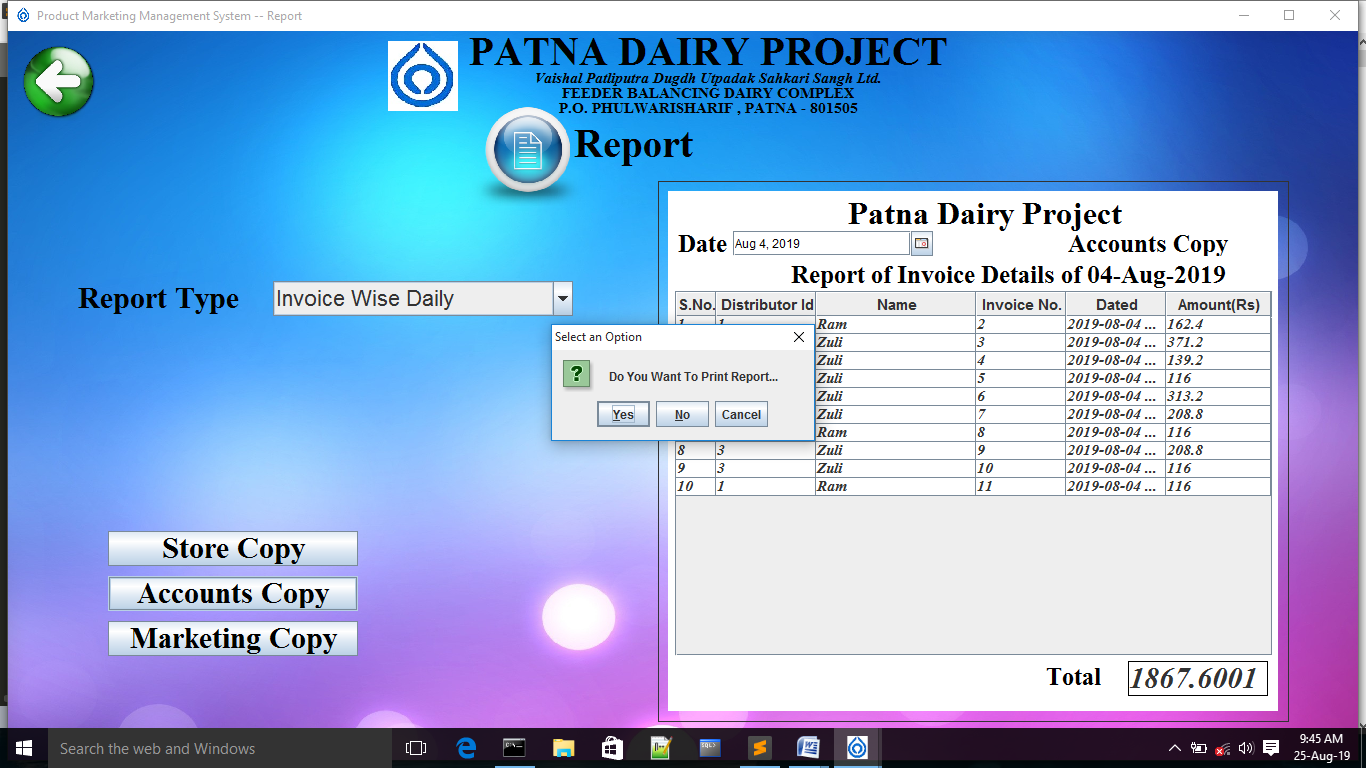 Product Marketing Management System -- Report
PATNA DAIRY PROJECT
Vaishal Patliputra Dugdh Utpadak Sahkari Sangh Ltd.
FEEDER BALANCING DAIRY COMPLEX
P.O. PHULWARISHARIF , PATNA - 801505
Report
Report Type
Invoice Wise Daily
Store Copy
Accounts Copy
Marketing Copy
Patna Dairy Project
Date Aug 4, 2019 Accounts Copy
Report of Invoice Details of 04-Aug-2019
S.No. Distributor Id Name Invoice No. Dated Amount(Rs)
Ram 2 2019-08-04 ... 162.4
Zuli 3 2019-08-04 ... 371.2
Zuli 4 2019-08-04 ... 139.2
Zuli 5 2019-08-04 ... 116
Zuli 6 2019-08-04 ... 313.2
Zuli 7 2019-08-04 ... 208.8
Ram 8 2019-08-04 ... 116
8 3 Zuli 9 2019-08-04 ... 208.8
9 3 Zuli 10 2019-08-04 ... 116
10 1 Ram 11 2019-08-04 ... 116
Total 1867.6001
Select an Option
?
Do You Want To Print Report...
Yes No Cancel
Search the web and Windows
9:45 AM
25-Aug-19